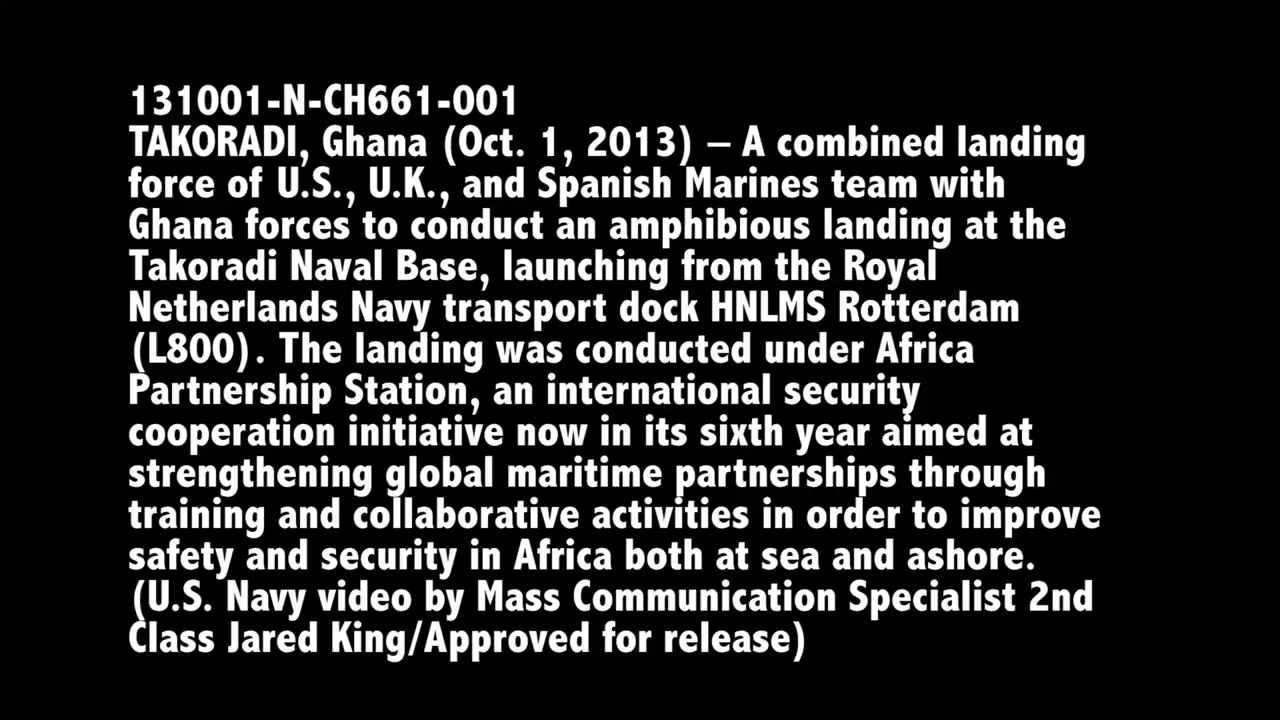 131001-N-CH661-001
TAKORADI, Ghana (Oct. 1, 2013) – A combined landing
force of U.S., U.K., and Spanish Marines team with
Ghana forces to conduct an amphibious landing at the
Takoradi Naval Base, launching from the Royal
Netherlands Navy transport dock HNLMS Rotterdam
(L800). The landing was conducted under Africa
Partnership Station, an international security
cooperation initiative now in its sixth year aimed at
strengthening global maritime partnerships through
training and collaborative activities in order to improve
safety and security in Africa both at sea and ashore.
(U.S. Navy video by Mass Communication Specialist 2nd
Class Jared King/Approved for release)